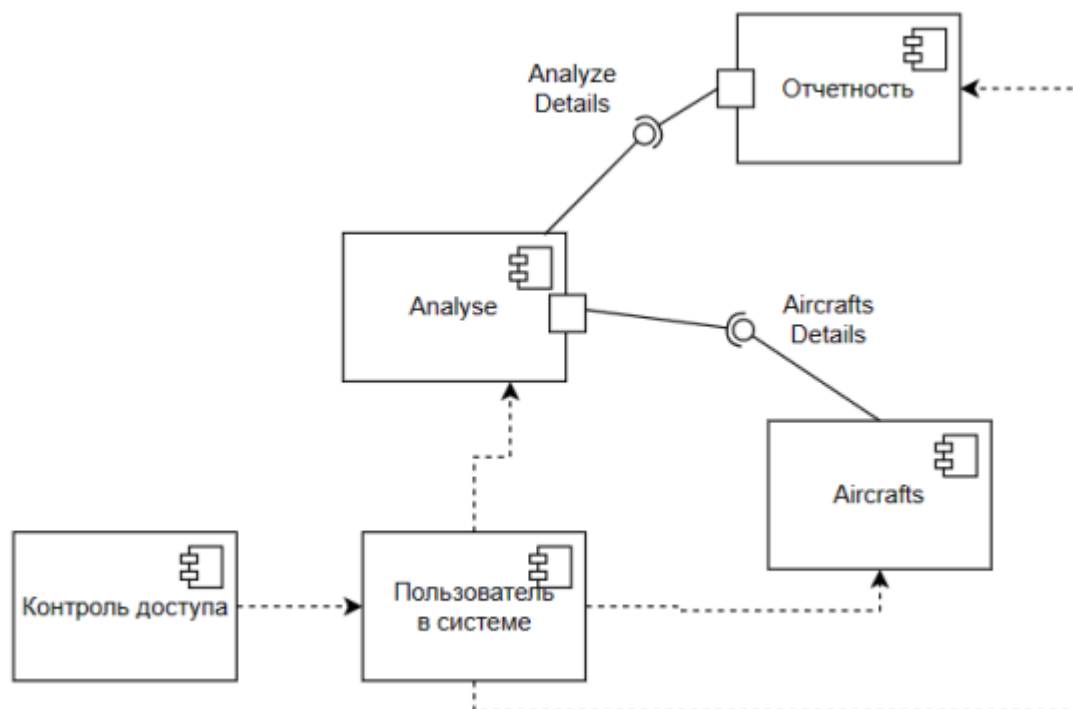 Analyze
Details
Отчетность
Analyse
Aircrafts
Details
Aircrafts
Контроль доступа
Пользователь
в системе